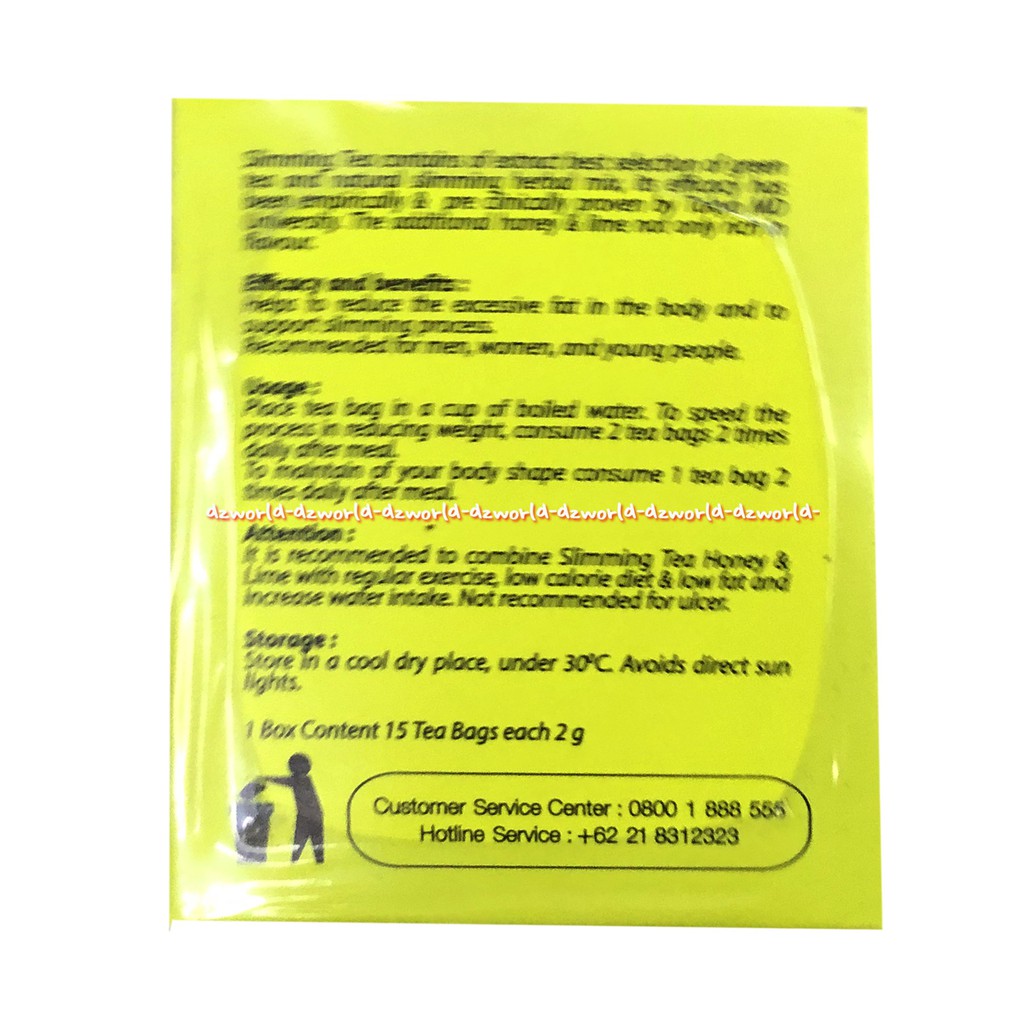 Slimming Tea contains of extract best selection of green
tea and natural slimming herbal mix, its efficacy has
been empirically & pre Clinically proven by
University. The additional honey & lime not only rich in
flavour.
Efficacy and benefits :
Helps to reduce the excessive fat in the body and to
support slimming process.
Recommended for men, women, and young people.
Usage :
Place tea bag in a cup of boiled water. To speed the
process in reducing weight, consume 2 tea bags 2 times
daily after meal.
To maintain of your body shape consume 1 tea bag 2
times daily after meal.
dzworld-dzworld-dzworld-dzworld-dzworld-dzworld-dzworld-
Attention :
It is recommended to combine Slimming Tea Honey &
Lime with regular exercise, low calorie diet & low fat and
increase water intake. Not recommended for ulcer.
Storage :
Store in a cool dry place, under 30°C. Avoids direct sun
lights.
1 Box Content 15 Tea Bags each 2 g
Customer Service Center : 0800 1 888 555
Hotline Service : +62 21 8312323